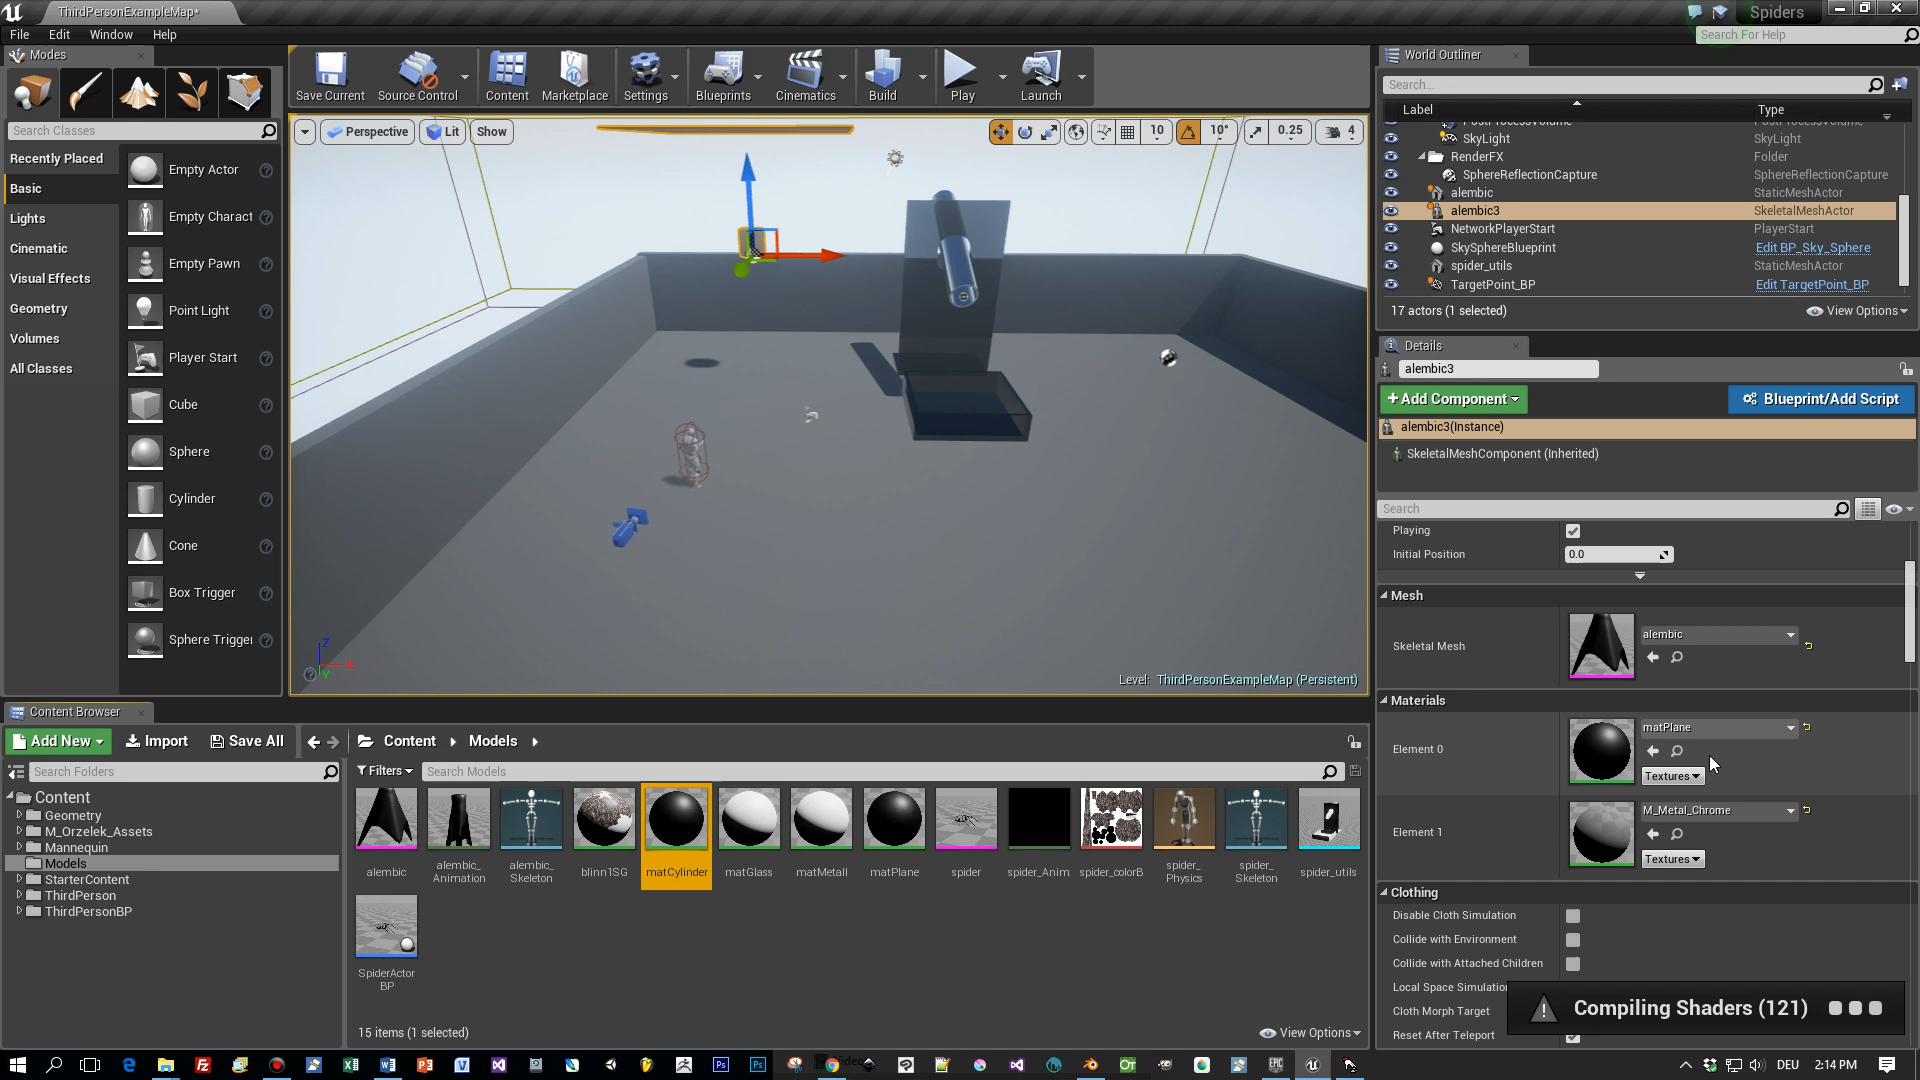 ThirdPersonExampleMap*
Spiders
File Edit Window Help
Search For Help
Modes
Search Classes
Recently Placed
Basic
Lights
Cinematic
Visual Effects
Geometry
Volumes
All Classes
Empty Actor
Empty Charact
Empty Pawn
Point Light
Player Start
Cube
Sphere
Cylinder
Cone
Box Trigger
Sphere Trigger
Save Current
Source Control
Content
Marketplace
Settings
Blueprints
Cinematics
Build
Play
Launch
Perspective
Lit
Show
10
10°
0.25
4
Z
X
Y
Level: ThirdPersonExampleMap (Persistent)
World Outliner
Search...
Label Type
PostProcessVolume PostProcessVolume
SkyLight SkyLight
RenderFX Folder
SphereReflectionCapture SphereReflectionCapture
alembic StaticMeshActor
alembic3 SkeletalMeshActor
NetworkPlayerStart PlayerStart
SkySphereBlueprint Edit BP_Sky_Sphere
spider_utils StaticMeshActor
TargetPoint_BP Edit TargetPoint_BP
17 actors (1 selected)
View Options
Details
alembic3
Add Component
Blueprint/Add Script
alembic3(Instance)
SkeletalMeshComponent (Inherited)
Search
Playing
Initial Position 0.0
Mesh
Skeletal Mesh alembic
Materials
Element 0 matPlane
Textures
Element 1 M_Metal_Chrome
Textures
Clothing
Disable Cloth Simulation
Collide with Environment
Collide with Attached Children
Local Space Simulation
Cloth Morph Target
Reset After Teleport
Compiling Shaders (121)
Content Browser
Add New
Import
Save All
Content
Models
Search Folders
Filters
Search Models
Content
Geometry
M_Orzelek_Assets
Mannequin
Models
StarterContent
ThirdPerson
ThirdPersonBP
alembic
alembic_
Animation
alembic_
Skeleton
blinn1SG
matCylinder
matGlass
matMetall
matPlane
spider
spider_Anim
spider_colorB
spider_
Physics
spider_
Skeleton
spider_utils
SpiderActor
BP
15 items (1 selected)
View Options
DEU
2:14 PM